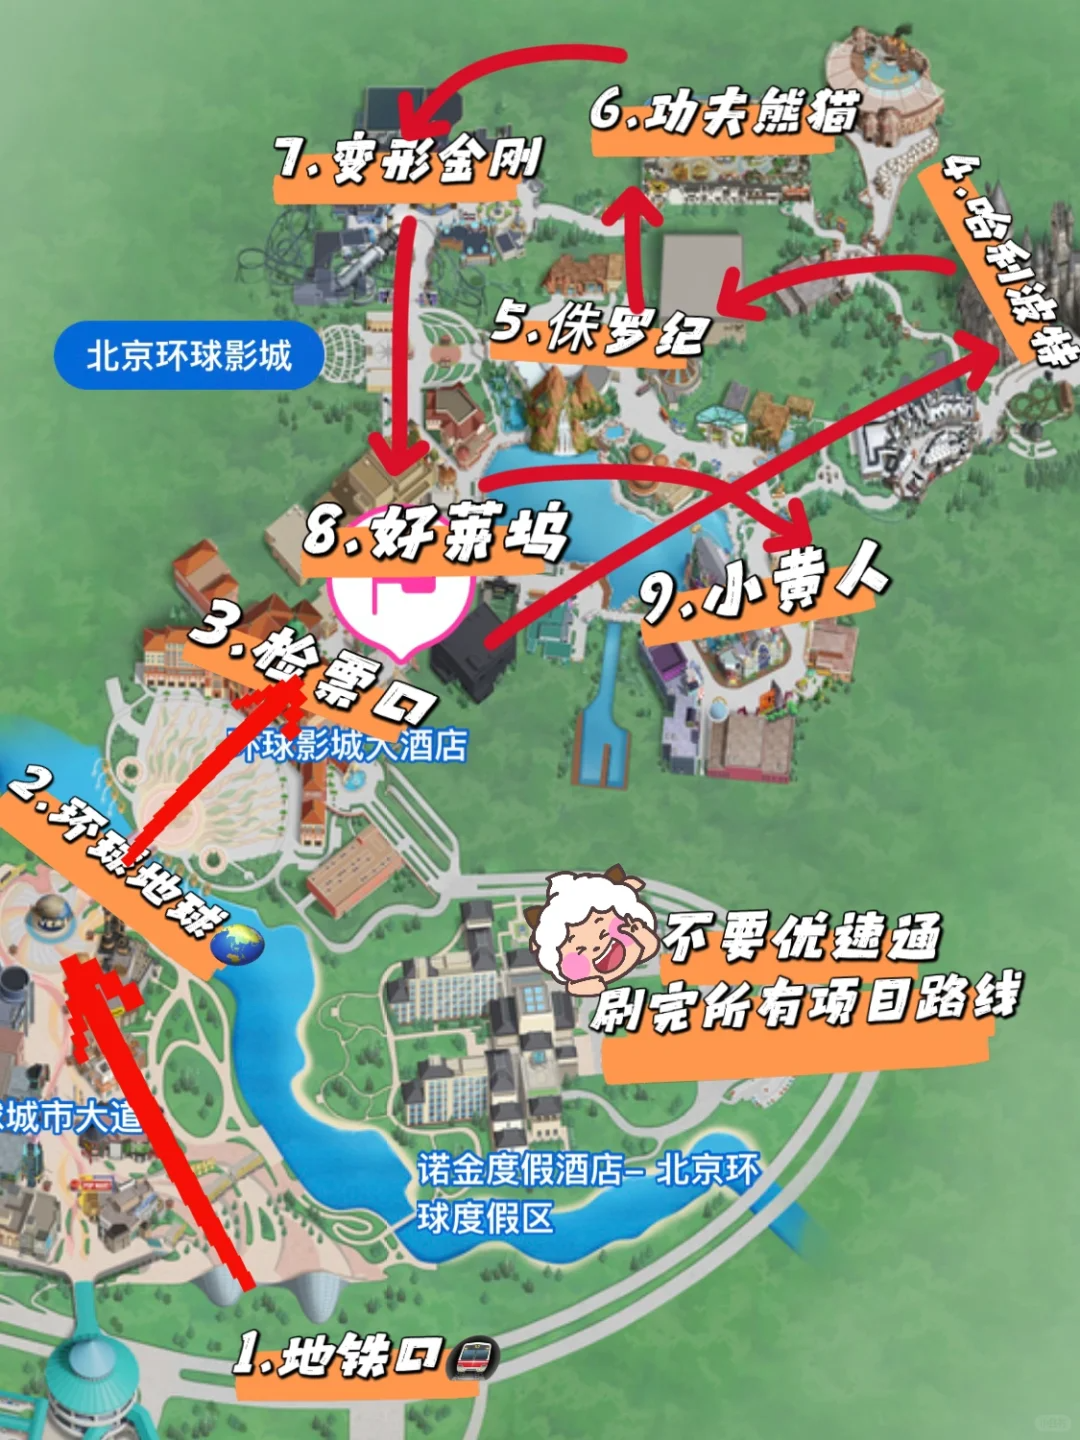 6.功夫熊猫
7.变形金刚
4.哈利波特
5.侏罗纪
北京环球影城
8.好莱坞
9.小黄人
3.检票口
环球影城大酒店
2.环球地球
不要优速通
刷完所有项目路线
球城市大道
诺金度假酒店–北京环
球度假区
1.地铁口